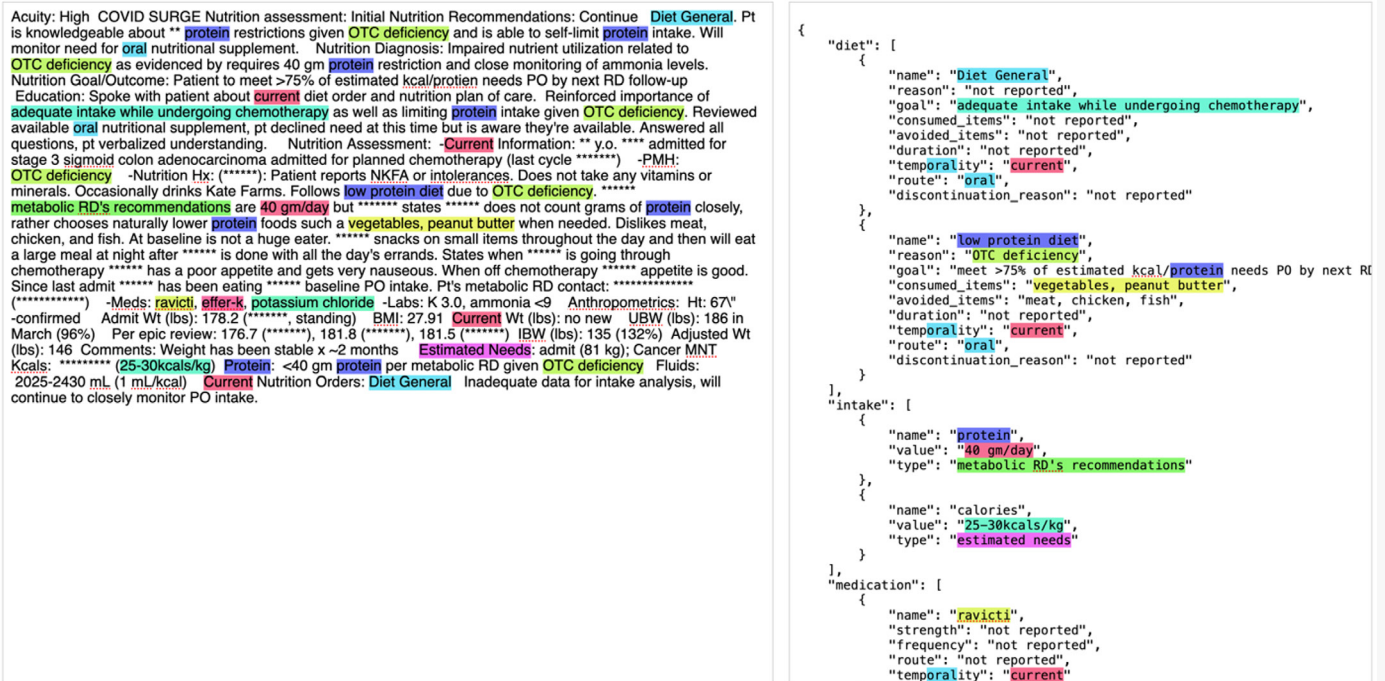 Acuity: High  COVID SURGE Nutrition assessment: Initial Nutrition Recommendations: Continue   Diet General. Pt
is knowledgeable about ** protein restrictions given OTC deficiency and is able to self-limit protein intake. Will
monitor need for oral nutritional supplement.    Nutrition Diagnosis: Impaired nutrient utilization related to
OTC deficiency as evidenced by requires 40 gm protein restriction and close monitoring of ammonia levels.
Nutrition Goal/Outcome: Patient to meet >75% of estimated kcal/protien needs PO by next RD follow-up
Education: Spoke with patient about current diet order and nutrition plan of care.  Reinforced importance of
adequate intake while undergoing chemotherapy as well as limiting protein intake given OTC deficiency. Reviewed
available oral nutritional supplement, pt declined need at this time but is aware they're available. Answered all
questions, pt verbalized understanding.    Nutrition Assessment:  -Current Information: ** y.o. **** admitted for
stage 3 sigmoid colon adenocarcinoma admitted for planned chemotherapy (last cycle *******)    -PMH:
OTC deficiency    -Nutrition Hx: (******): Patient reports NKFA or intolerances. Does not take any vitamins or
minerals. Occasionally drinks Kate Farms. Follows low protein diet due to OTC deficiency. ******
metabolic RD's recommendations are 40 gm/day but ******* states ****** does not count grams of protein closely,
rather chooses naturally lower protein foods such a vegetables, peanut butter when needed. Dislikes meat,
chicken, and fish. At baseline is not a huge eater. ****** snacks on small items throughout the day and then will eat
a large meal at night after ****** is done with all the day's errands. States when ****** is going through
chemotherapy ****** has a poor appetite and gets very nauseous. When off chemotherapy ****** appetite is good.
Since last admit ****** has been eating ****** baseline PO intake. Pt's metabolic RD contact: **************
(************)    -Meds: ravicti, effer-k, potassium chloride  -Labs: K 3.0, ammonia <9    Anthropometrics:  Ht: 67\"
-confirmed    Admit Wt (lbs): 178.2 (*******, standing)    BMI: 27.91  Current Wt (lbs): no new    UBW (lbs): 186 in
March (96%)    Per epic review: 176.7 (*******), 181.8 (*******), 181.5 (*******)  IBW (lbs): 135 (132%)  Adjusted Wt
(lbs): 146  Comments: Weight has been stable x ~2 months    Estimated Needs: admit (81 kg); Cancer MNT
Kcals:  ********* (25-30kcals/kg)  Protein:  <40 gm protein per metabolic RD given OTC deficiency    Fluids:
2025-2430 mL (1 mL/kcal)    Current Nutrition Orders: Diet General   Inadequate data for intake analysis, will
continue to closely monitor PO intake.
{
"diet": [
{
"name": "Diet General",
"reason": "not reported",
"goal": "adequate intake while undergoing chemotherapy",
"consumed_items": "not reported",
"avoided_items": "not reported",
"duration": "not reported",
"temporality": "current",
"route": "oral",
"discontinuation_reason": "not reported"
},
{
"name": "low protein diet",
"reason": "OTC deficiency",
"goal": "meet >75% of estimated kcal/protein needs PO by next RD
"consumed_items": "vegetables, peanut butter",
"avoided_items": "meat, chicken, fish",
"duration": "not reported",
"temporality": "current",
"route": "oral",
"discontinuation_reason": "not reported"
}
],
"intake": [
{
"name": "protein",
"value": "40 gm/day",
"type": "metabolic RD's recommendations"
},
{
"name": "calories",
"value": "25-30kcals/kg",
"type": "estimated needs"
}
],
"medication": [
{
"name": "ravicti",
"strength": "not reported",
"frequency": "not reported",
"route": "not reported",
"temporality": "current"